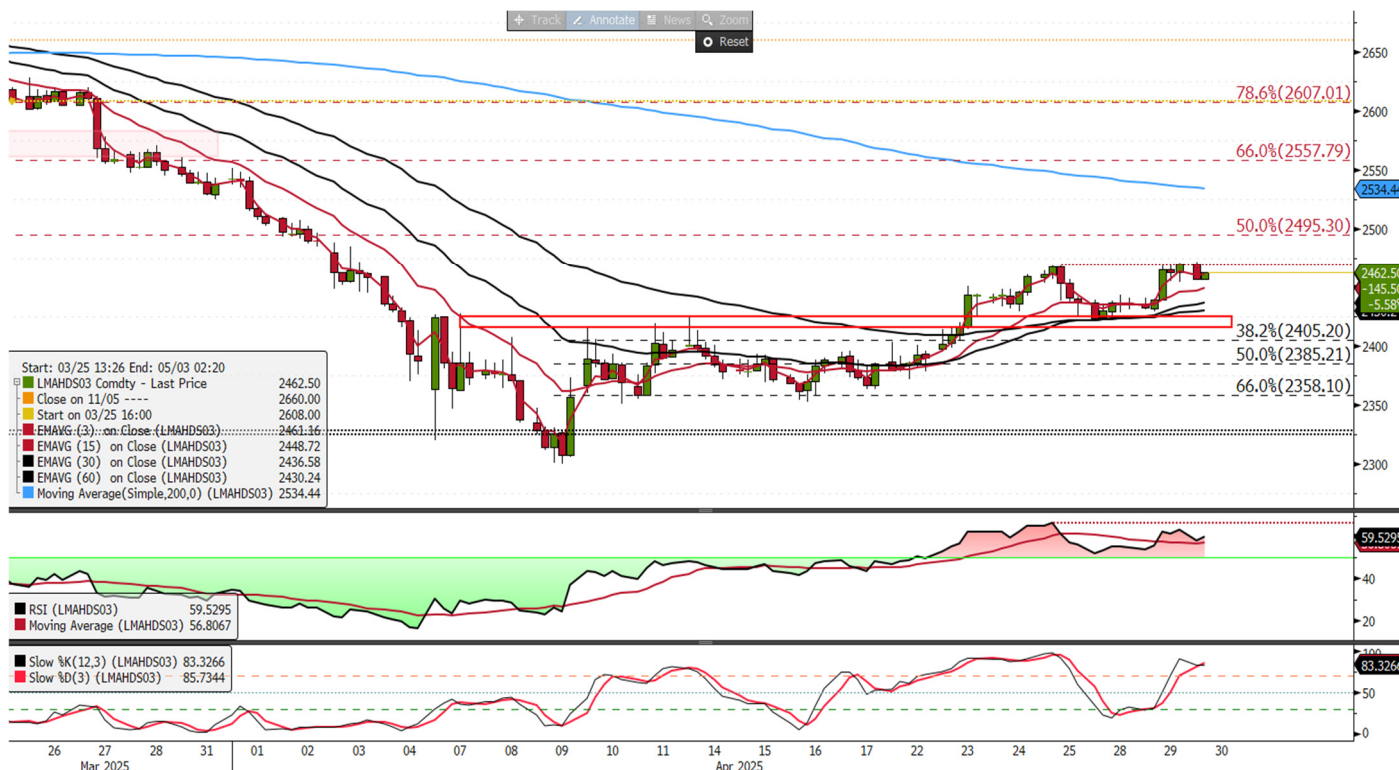 Track Annotate News Zoom
Reset
2650
78.6%(2607.01)
2600
66.0%(2557.79)
2550
2534.44
50.0%(2495.30)
2500
2462.50
-145.50
-5.58%
38.2%(2405.20)
2400
50.0%(2385.21)
66.0%(2358.10)
2350
2300
Start: 03/25 13:26 End: 05/03 02:20
LMAHDS03 Comdty - Last Price 2462.50
Close on 11/05 ---- 2660.00
Start on 03/25 16:00 2608.00
EMAVG (3) on Close (LMAHDS03) 2461.16
EMAVG (15) on Close (LMAHDS03) 2448.72
EMAVG (30) on Close (LMAHDS03) 2436.58
EMAVG (60) on Close (LMAHDS03) 2430.24
Moving Average(Simple,200,0) (LMAHDS03) 2534.44
59.5295
40
20
RSI (LMAHDS03) 59.5295
Moving Average (LMAHDS03) 56.8067
100
83.3266
50
0
Slow %K(12,3) (LMAHDS03) 83.3266
Slow %D(3) (LMAHDS03) 85.7344
26 27 28 31 01 02 03 04 07 08 09 10 11 14 15 16 17 22 23 24 25 28 29 30
Mar 2025 Apr 2025